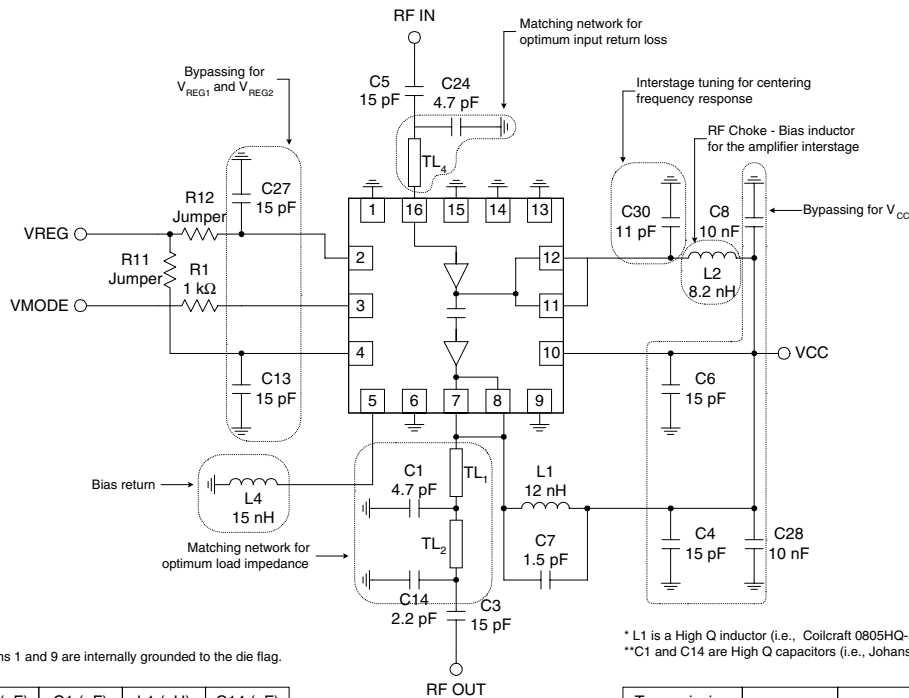 RF IN
Matching network for
optimum input return loss
Bypassing for
VREG1 and VREG2
C5
15 pF
C24
4.7 pF
Interstage tuning for centering
frequency response
RF Choke - Bias inductor
for the amplifier interstage
TL4
R12
Jumper
C27
15 pF
1
16
15
14
13
C30
11 pF
C8
10 nF
Bypassing for VCC
VREG
2
12
L2
8.2 nH
R11
Jumper
R1
1 kΩ
VMODE
3
11
4
10
VCC
C13
15 pF
C6
15 pF
5
6
7
8
9
Bias return
L4
15 nH
C1
4.7 pF
TL1
L1
12 nH
C4
15 pF
C28
10 nF
Matching network for
optimum load impedance
TL2
C7
1.5 pF
C14
2.2 pF
C3
15 pF
1 and 9 are internally grounded to the die flag.
* L1 is a High Q inductor (i.e., Coilcraft 0805HQ-
**C1 and C14 are High Q capacitors (i.e., Johans
RF OUT
C1
L1
C14